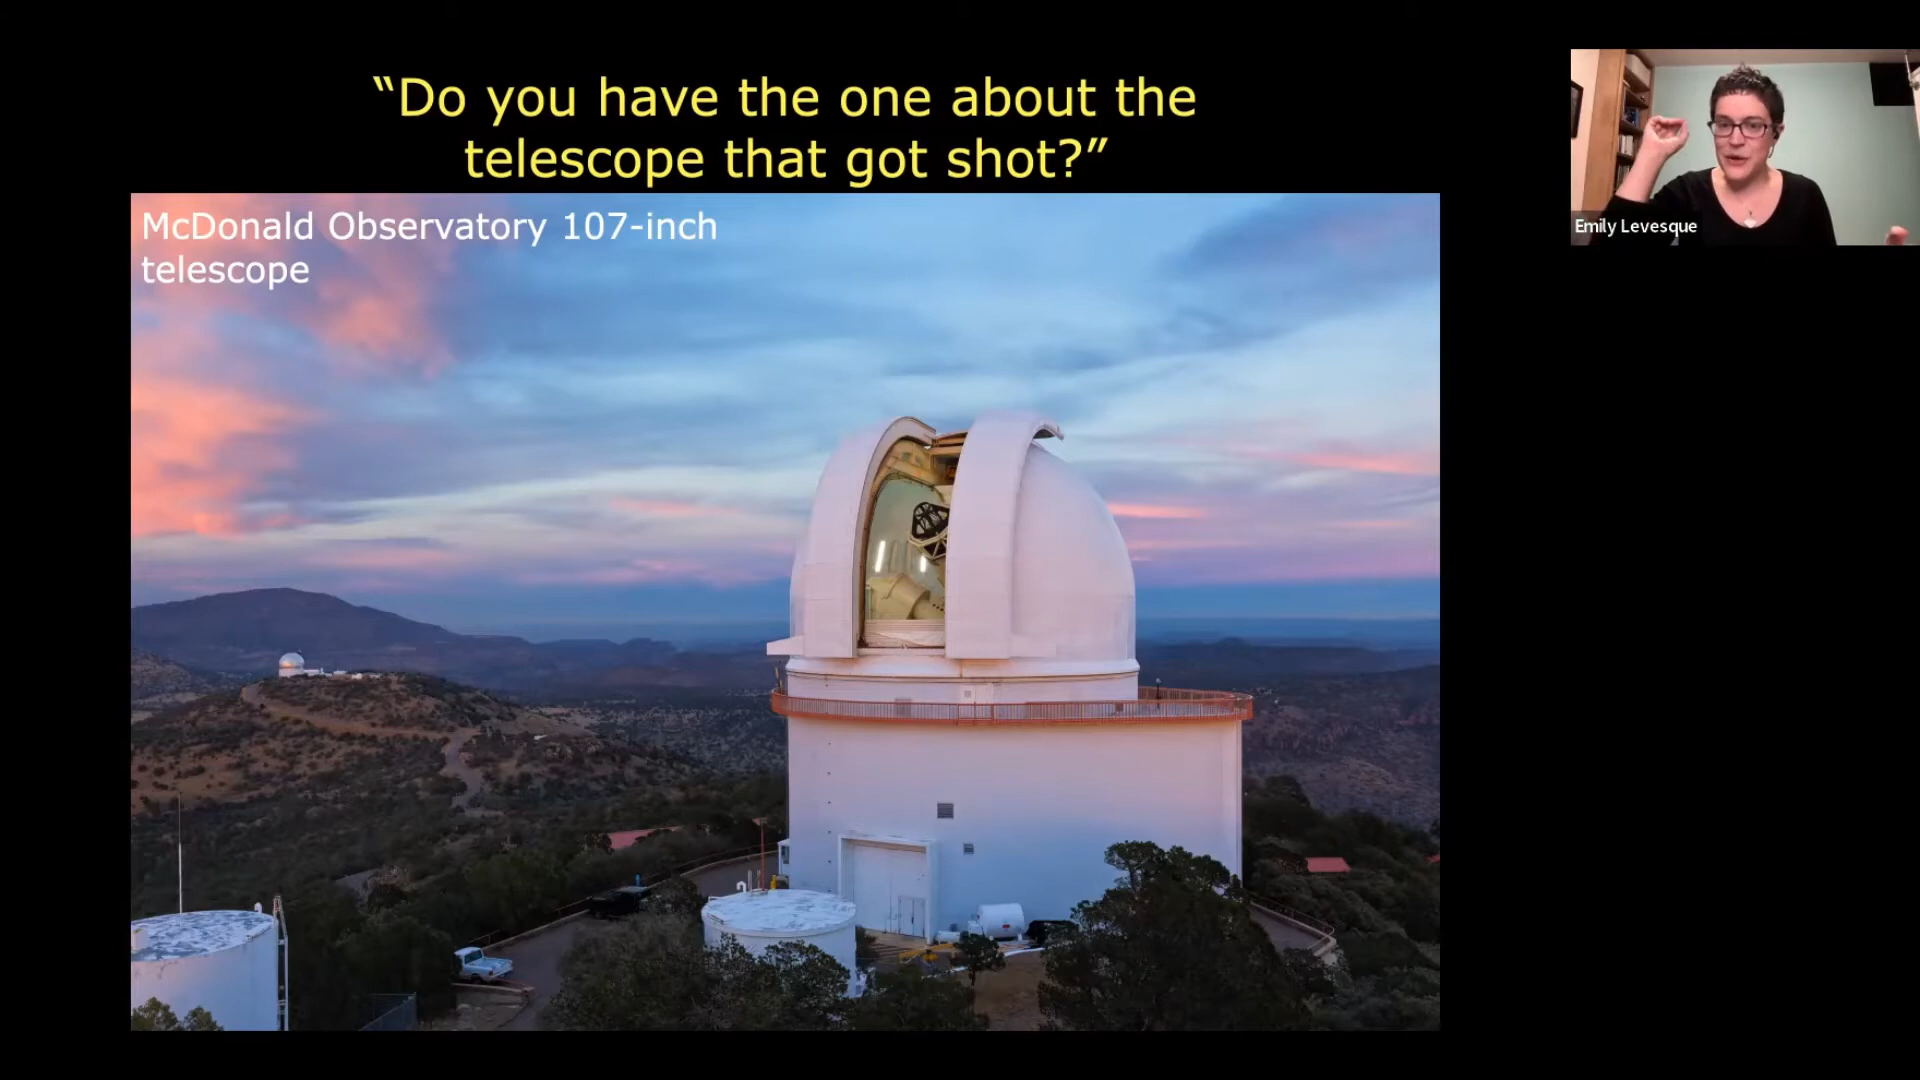 “Do you have the one about the
telescope that got shot?”
McDonald Observatory 107-inch
telescope
Emily Levesque